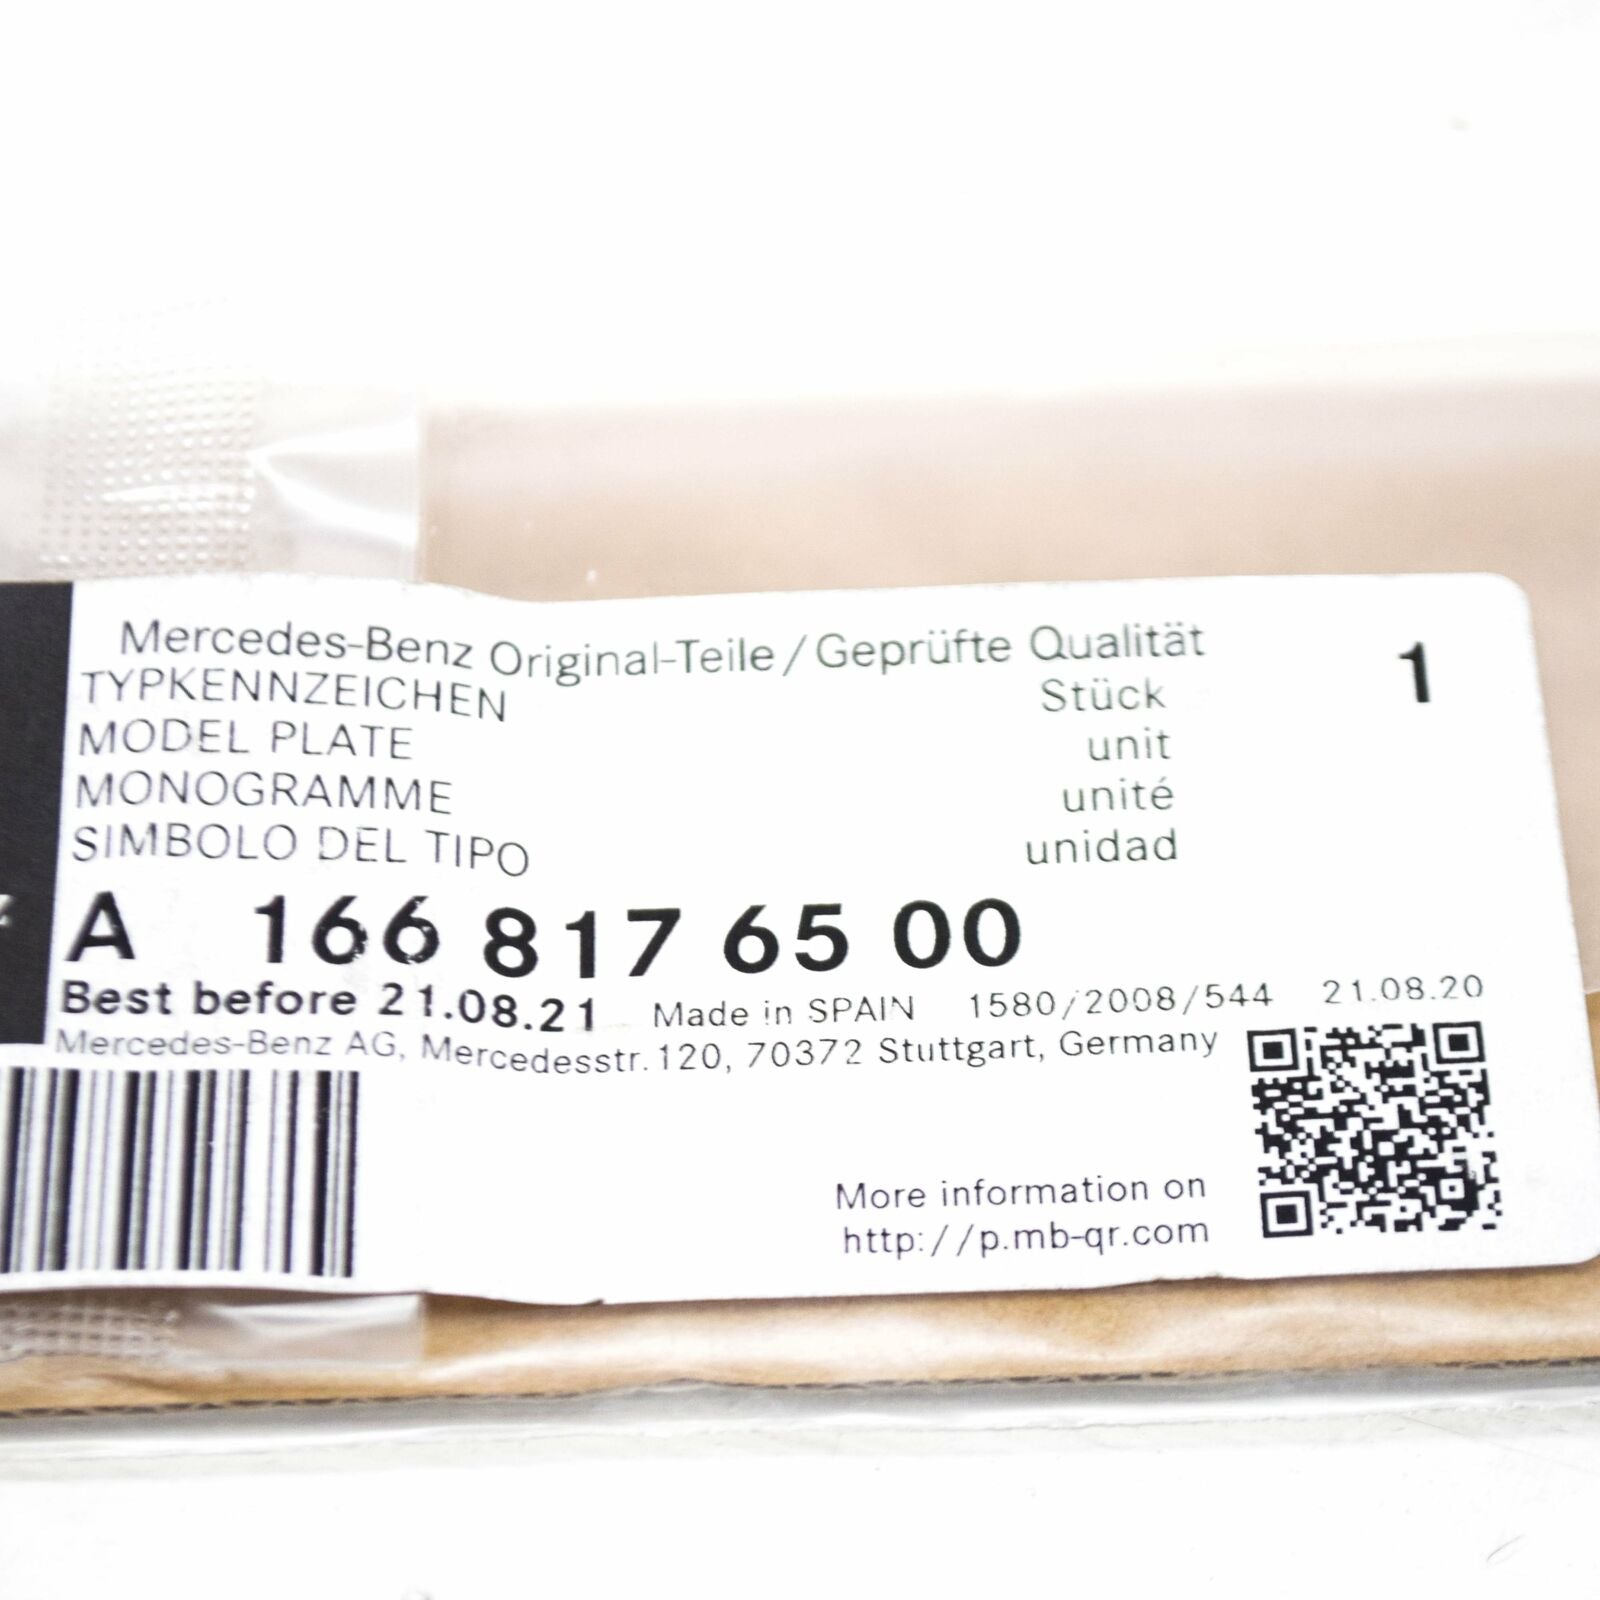 Mercedes-Benz Original-Teile/Geprüfte Qualität
TYPKENNZEICHEN Stück 1
MODEL PLATE unit
MONOGRAMME unité
SIMBOLO DEL TIPO unidad
A 166 817 65 00
Best before 21.08.21 Made in SPAIN 1580/2008/544 21.08.20
Mercedes-Benz AG, Mercedesstr. 120, 70372 Stuttgart, Germany
More information on
http://p.mb-qr.com